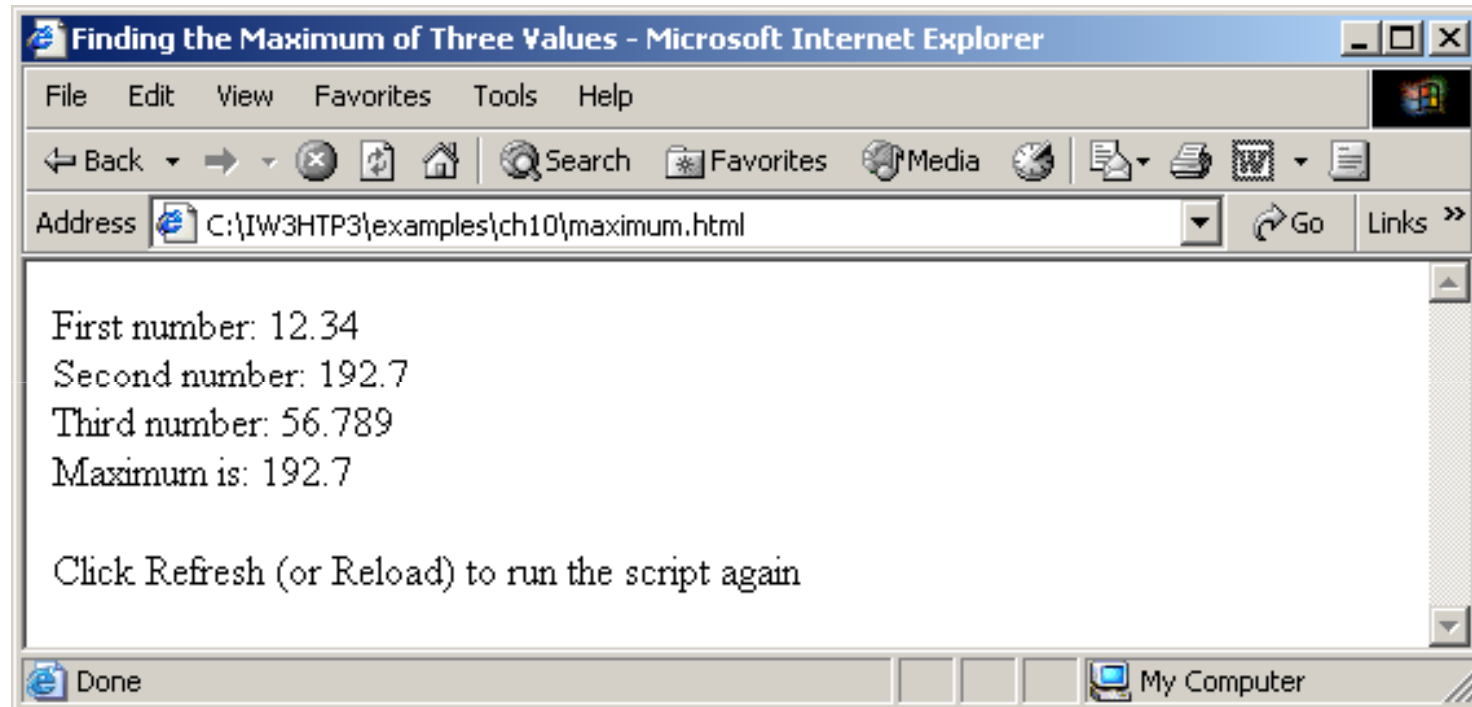 Finding the Maximum of Three Values - Microsoft Internet Explorer
File Edit View Favorites Tools Help
Back Search Favorites Media W
Address C:\IW3HTP3\examples\ch10\maximum.html Go Links »
First number: 12.34
Second number: 192.7
Third number: 56.789
Maximum is: 192.7
Click Refresh (or Reload) to run the script again
Done My Computer